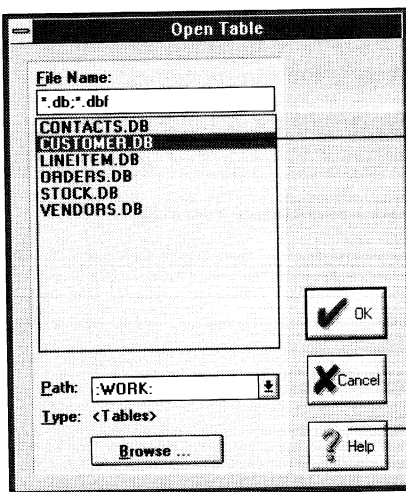 Open Table
File Name:
*.db;*.dbf
CONTACTS.DB
CUSTOMER.DB
LINEITEM.DB
ORDERS.DB
STOCK.DB
VENDORS.DB
OK
Path: :WORK:
Cancel
Type: <Tables>
Browse ...
Help